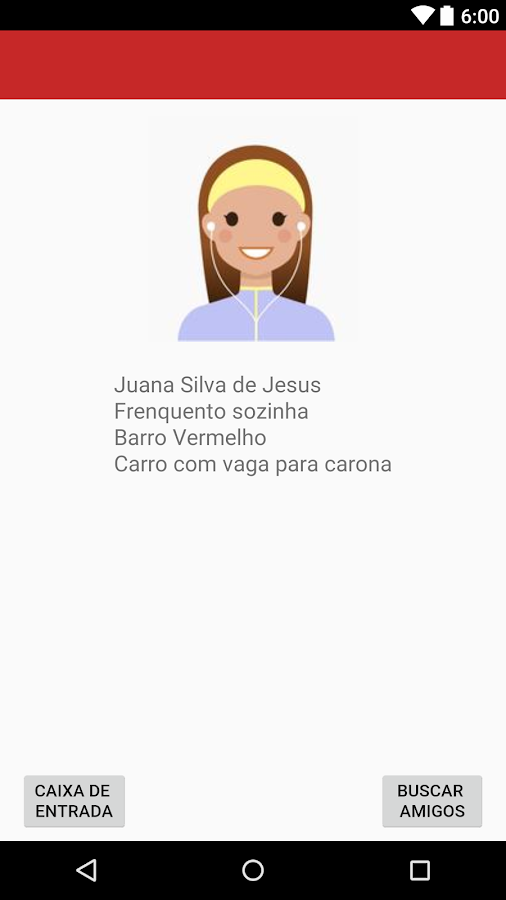 6:00
Juana Silva de Jesus
Frenquento sozinha
Barro Vermelho
Carro com vaga para carona
CAIXA DE
ENTRADA
BUSCAR
AMIGOS